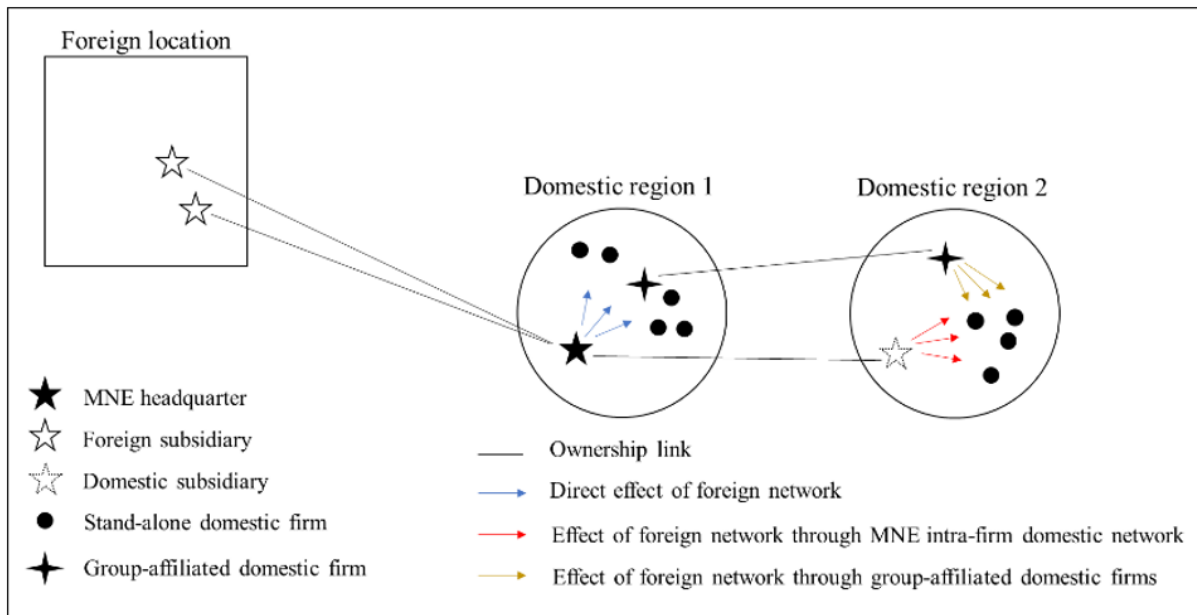 Foreign location
Domestic region 1
Domestic region 2
MNE headquarter
Foreign subsidiary
Domestic subsidiary
Stand-alone domestic firm
Group-affiliated domestic firm
Ownership link
Direct effect of foreign network
Effect of foreign network through MNE intra-firm domestic network
Effect of foreign network through group-affiliated domestic firms